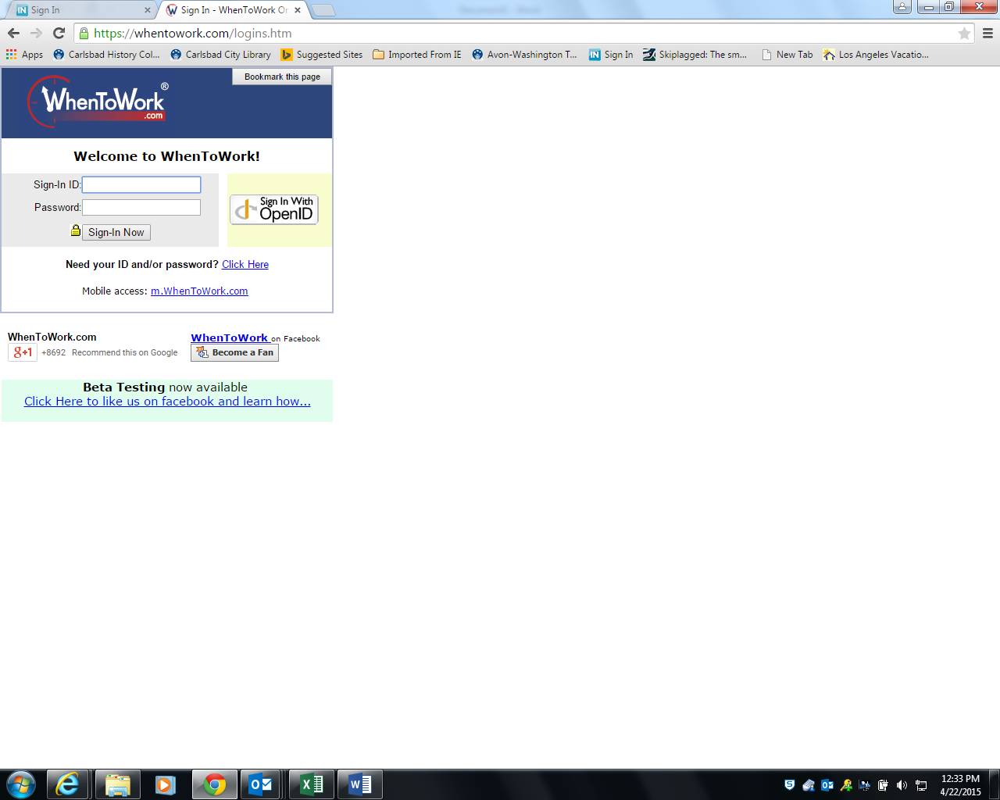 Sign In
Sign In - WhenToWork Or
https://whentowork.com/logins.htm
Apps
Carlsbad History Col...
Carlsbad City Library
Suggested Sites
Imported From IE
Avon-Washington T...
IN Sign In
Skiplagged: The sm...
New Tab
Los Angeles Vacatio...
Bookmark this page
WhenToWork®
.com
Welcome to WhenToWork!
Sign-In ID:
Password:
Sign-In Now
Sign In With
OpenID
Need your ID and/or password? Click Here
Mobile access: m.WhenToWork.com
WhenToWork.com
g+1 +8692 Recommend this on Google
WhenToWork on Facebook
Become a Fan
Beta Testing now available
Click Here to like us on facebook and learn how...
12:33 PM
4/22/2015